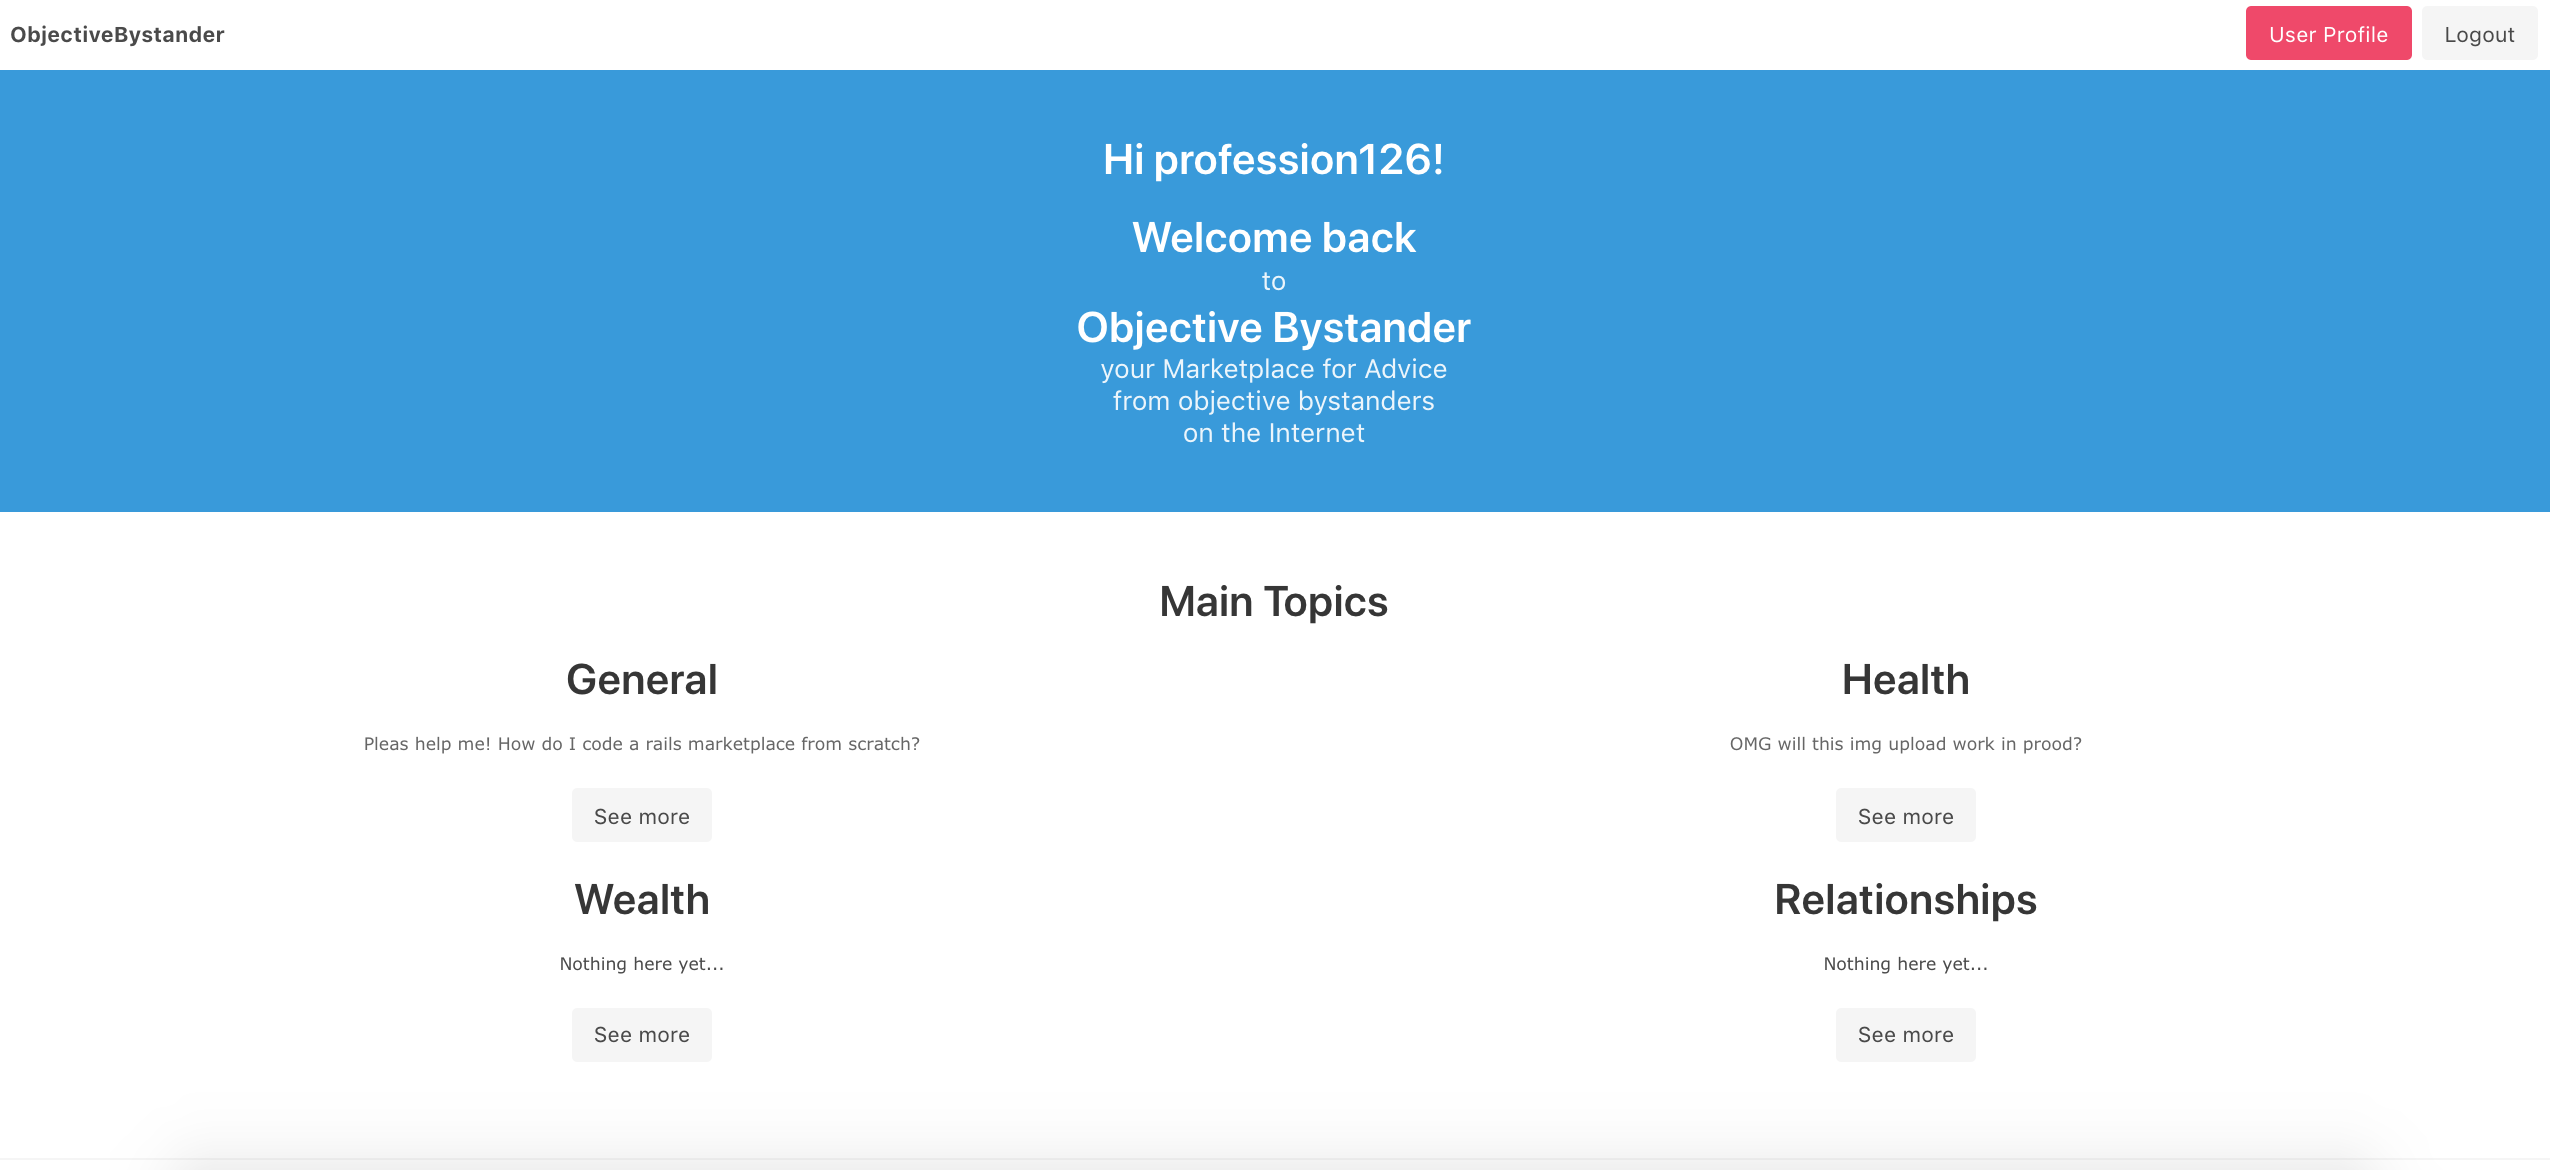 ObjectiveBystander
User Profile
Logout
Hi profession126!
Welcome back
to
Objective Bystander
your Marketplace for Advice
from objective bystanders
on the Internet
Main Topics
General
Pleas help me! How do I code a rails marketplace from scratch?
See more
Health
OMG will this img upload work in prood?
See more
Wealth
Nothing here yet...
See more
Relationships
Nothing here yet...
See more